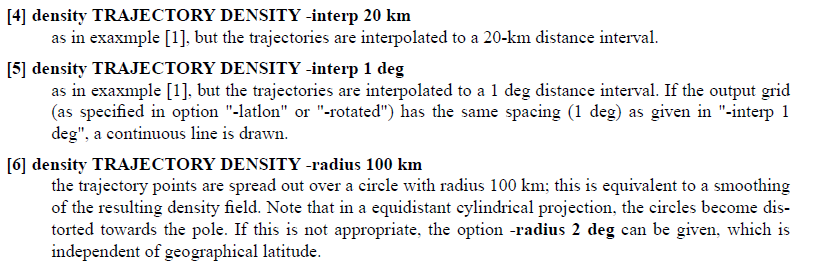 [4] density TRAJECTORY DENSITY -interp 20 km
as in exaxmple [1], but the trajectories are interpolated to a 20-km distance interval.
[5] density TRAJECTORY DENSITY -interp 1 deg
as in exaxmple [1], but the trajectories are interpolated to a 1 deg distance interval. If the output grid
(as specified in option "-latlon" or "-rotated") has the same spacing (1 deg) as given in "-interp 1
deg", a continuous line is drawn.
[6] density TRAJECTORY DENSITY -radius 100 km
the trajectory points are spread out over a circle with radius 100 km; this is equivalent to a smoothing
of the resulting density field. Note that in a equidistant cylindrical projection, the circles become dis-
torted towards the pole. If this is not appropriate, the option -radius 2 deg can be given, which is
independent of geographical latitude.